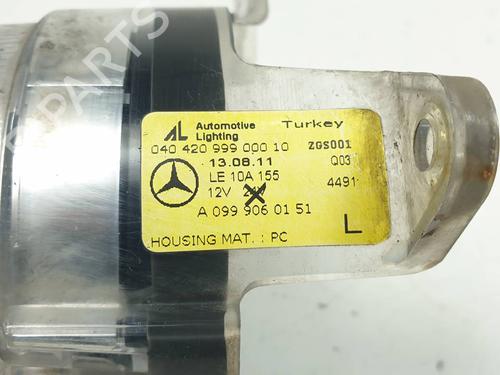 AL Automotive Lighting Turkey
040 420 999 000 10 ZGS001
13.08.11 Q03
LE 10A 155 4491
12V
A 099 906 01 51 L
HOUSING MAT. : PC
PARTS